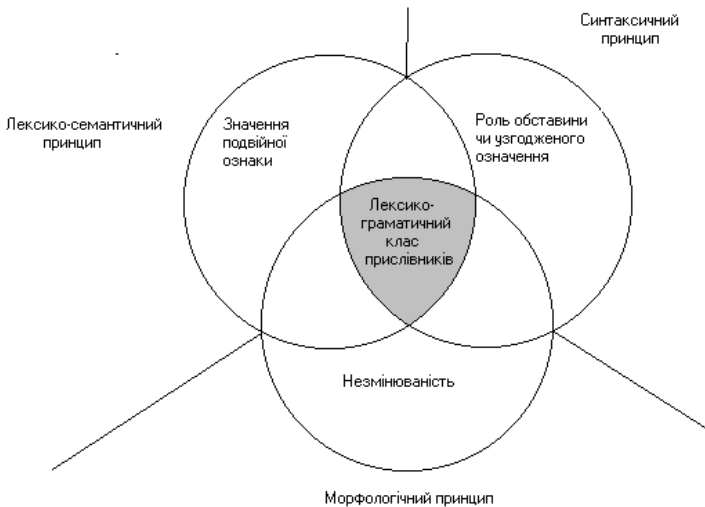 Синтаксичний
принцип
Лексико-семантичний
принцип
Значення
подвійної
ознаки
Роль обставини
чи узгодженого
означення
Лексико-
граматичний
клас
прислівників
Незмінюваність
Морфологічний принцип